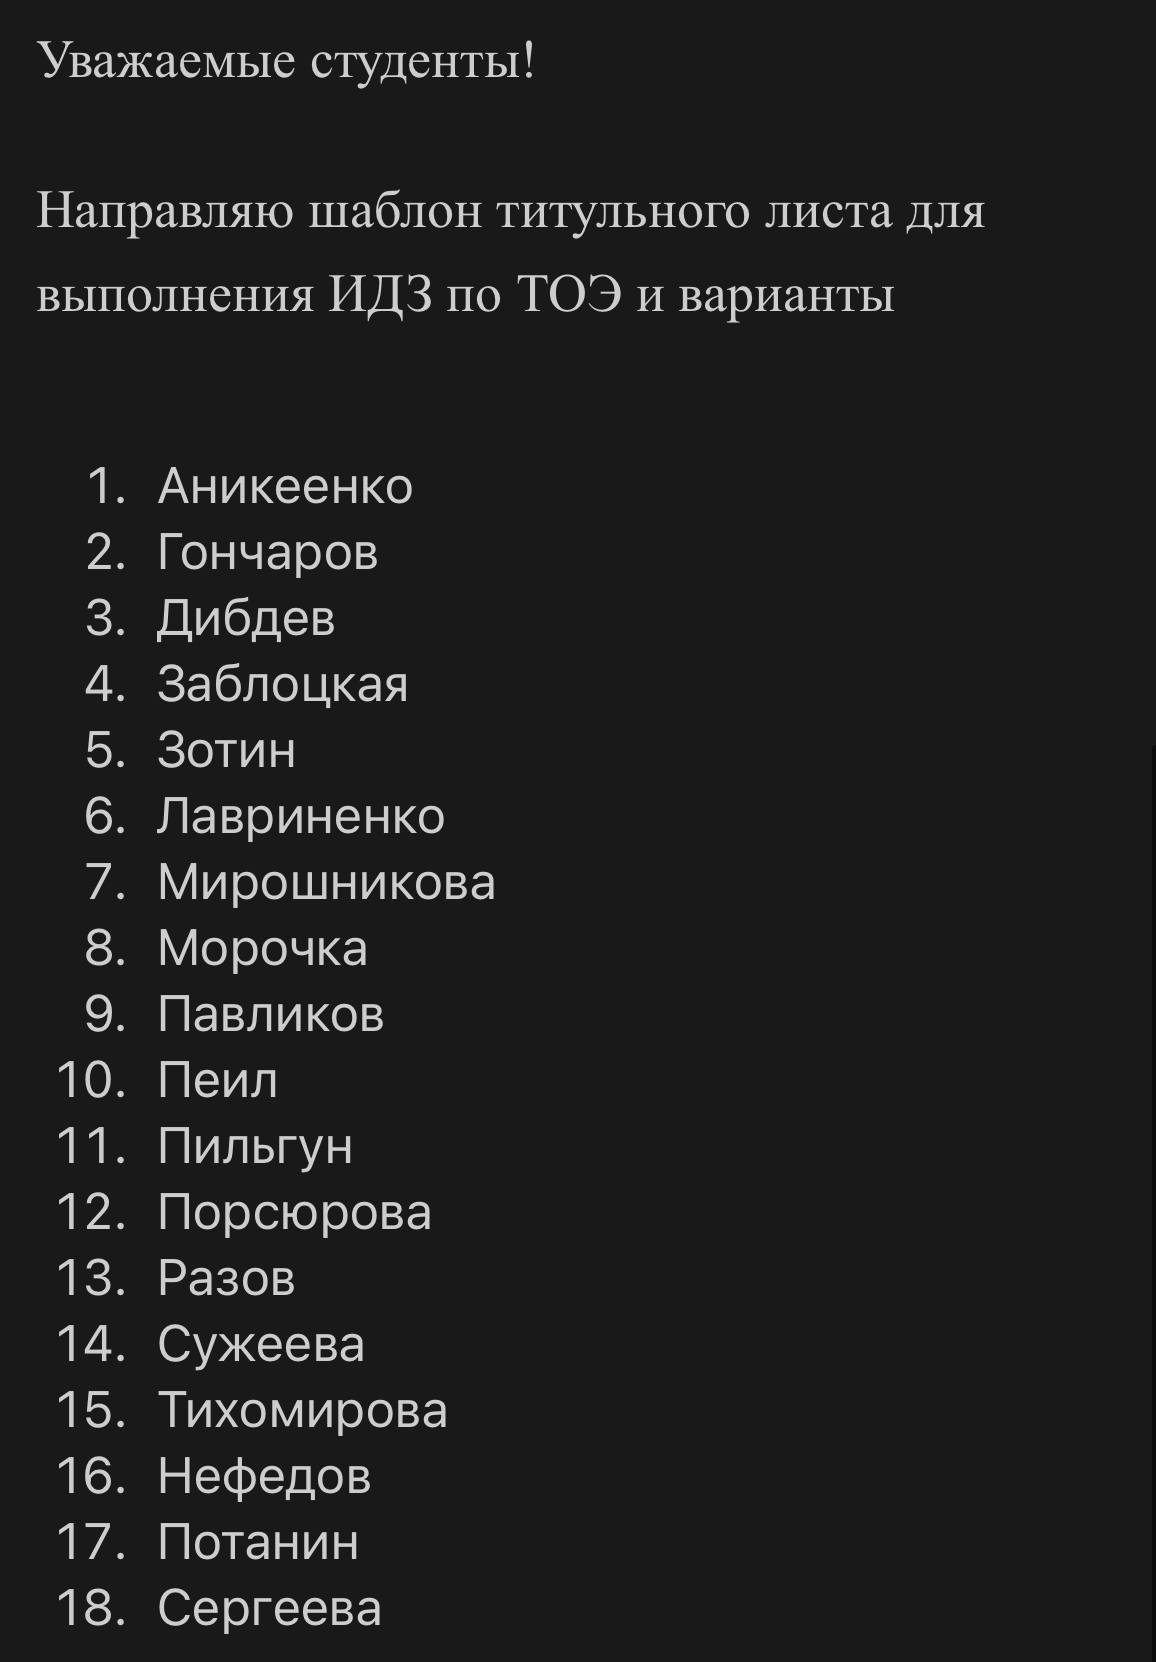 Уважаемые студенты!
Направляю шаблон титульного листа для
выполнения ИДЗ по ТОЭ и варианты
1. Аникеенко
2. Гончаров
3. Дибдев
4. Заблоцкая
5. Зотин
6. Лавриненко
7. Мирошникова
8. Морочка
9. Павликов
10. Пеил
11. Пильгун
12. Порсюрова
13. Разов
14. Сужеева
15. Тихомирова
16. Нефедов
17. Потанин
18. Сергеева